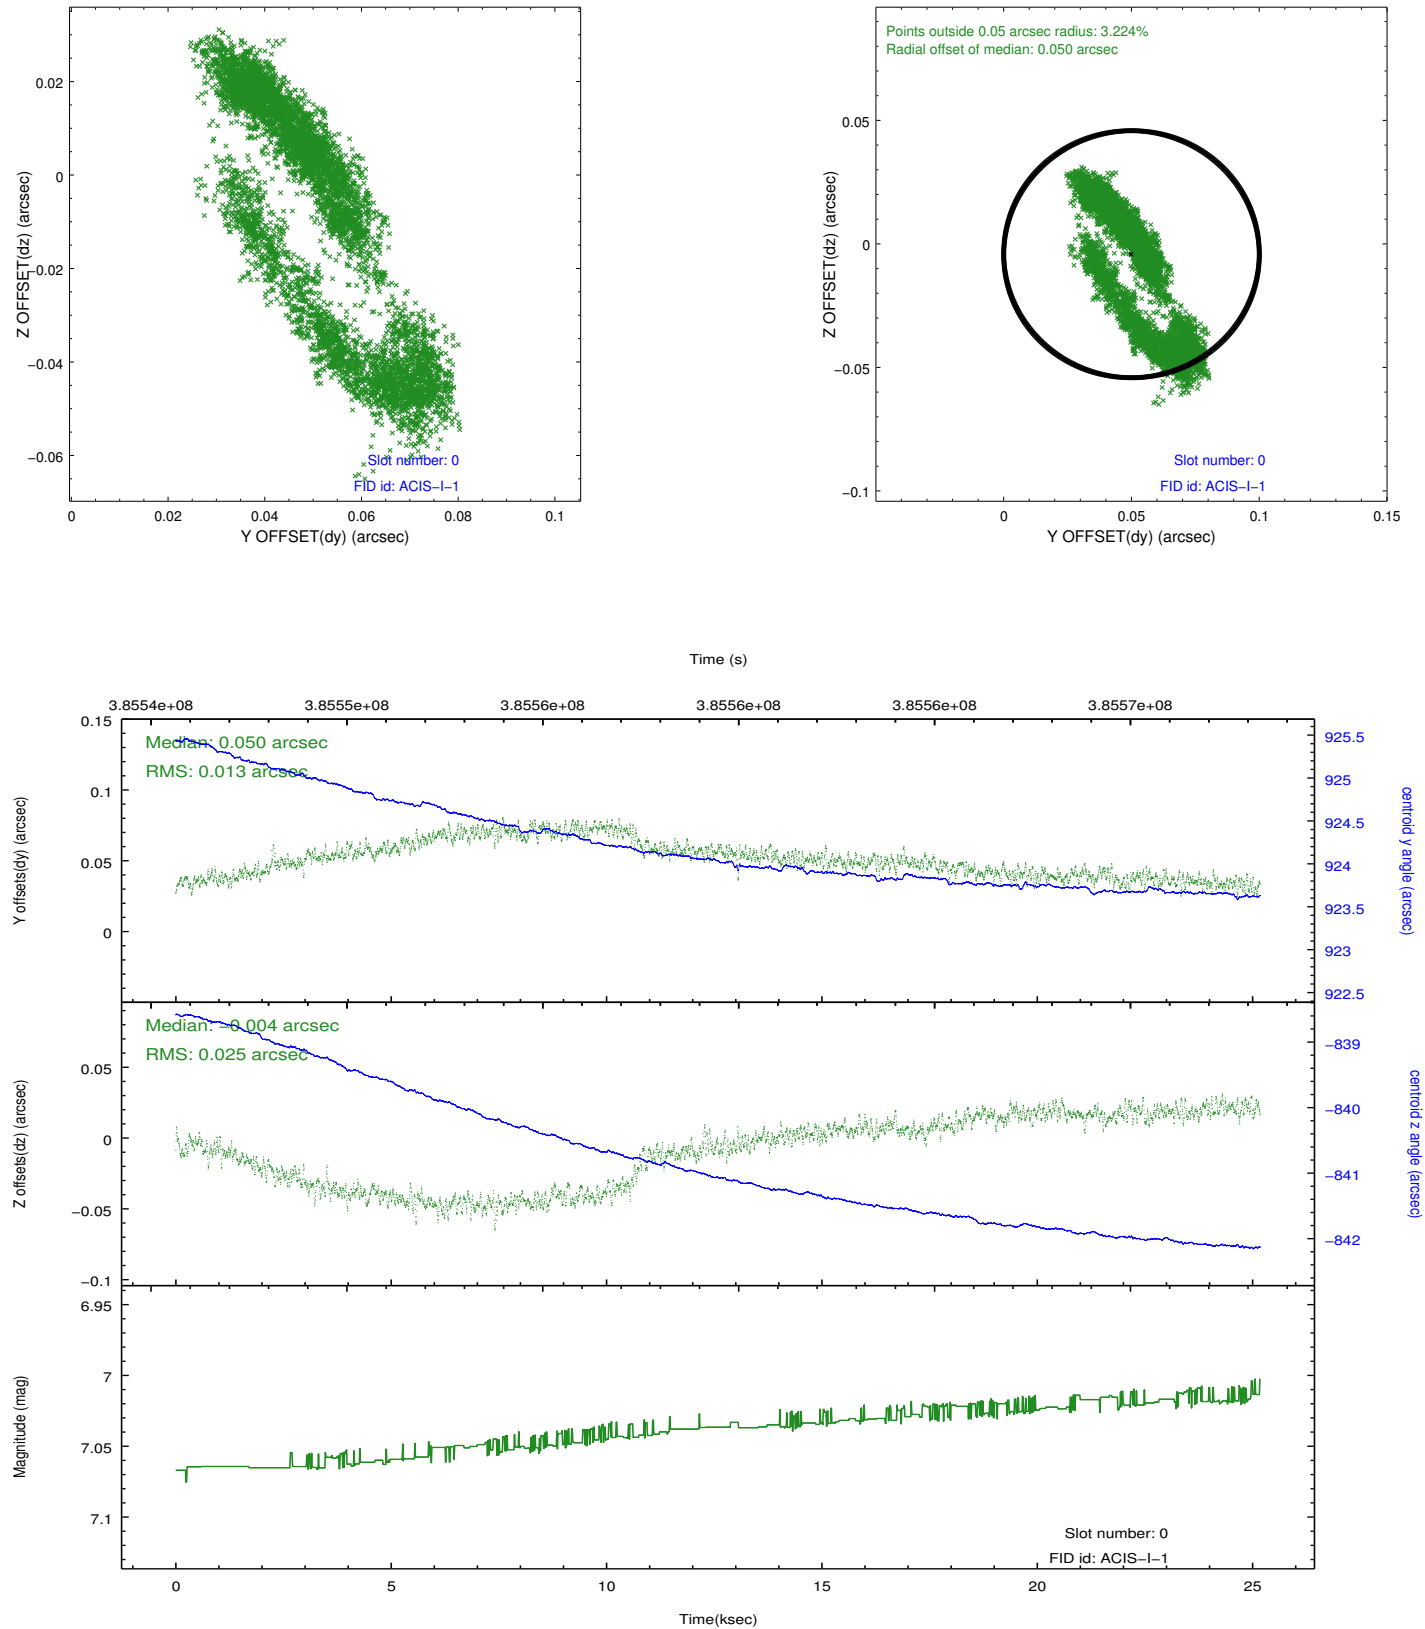 Points outside 0.05 arcsec radius: 3.224%
Radial offset of median: 0.050 arcsec
0.02
0
−0.02
−0.04
−0.06
Z OFFSET(dz) (arcsec)
Slot number: 0
FID id: ACIS−I−1
0
0.02
0.04
0.06
0.08
0.1
Y OFFSET(dy) (arcsec)
0.05
0
−0.05
−0.1
Z OFFSET(dz) (arcsec)
Slot number: 0
FID id: ACIS−I−1
0
0.05
0.1
0.15
Y OFFSET(dy) (arcsec)
Time (s)
3.8554e+08
3.8555e+08
3.8556e+08
3.8556e+08
3.8556e+08
3.8557e+08
Median: 0.050 arcsec
RMS: 0.013 arcsec
0.15
0.1
0.05
0
Y offsets(dy) (arcsec)
925.5
925
924.5
924
923.5
923
922.5
centroid y angle (arcsec)
Median: −0.004 arcsec
RMS: 0.025 arcsec
0.05
0
−0.05
−0.1
Z offsets(dz) (arcsec)
−839
−840
−841
−842
centroid z angle (arcsec)
6.95
7
7.05
7.1
Magnitude (mag)
Slot number: 0
FID id: ACIS−I−1
0
5
10
15
20
25
Time(ksec)